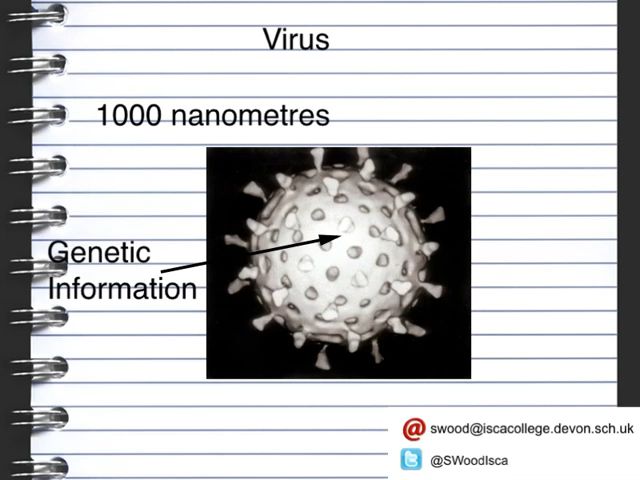 Virus
1000 nanometres
Genetic
Information
swood@iscacollege.devon.sch.uk
@SWoodIsca